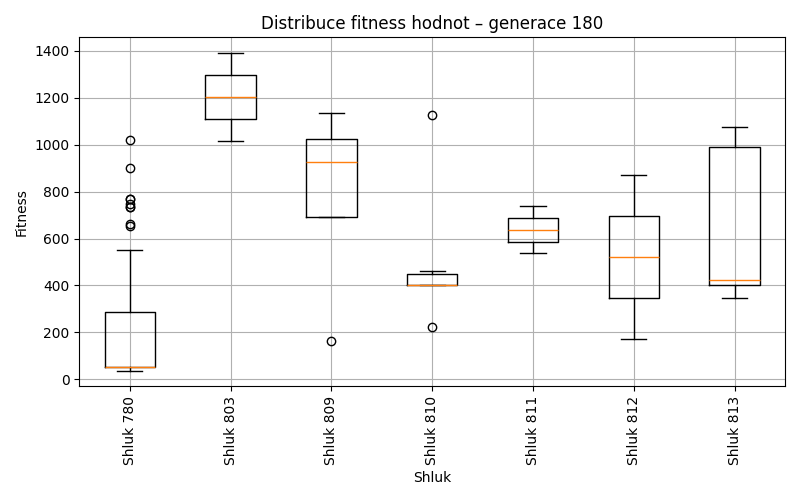 Distribuce fitness hodnot – generace 180
1400
1200
1000
800
600
400
200
0
Fitness
Shluk 780
Shluk 803
Shluk 809
Shluk 810
Shluk 811
Shluk 812
Shluk 813
Shluk